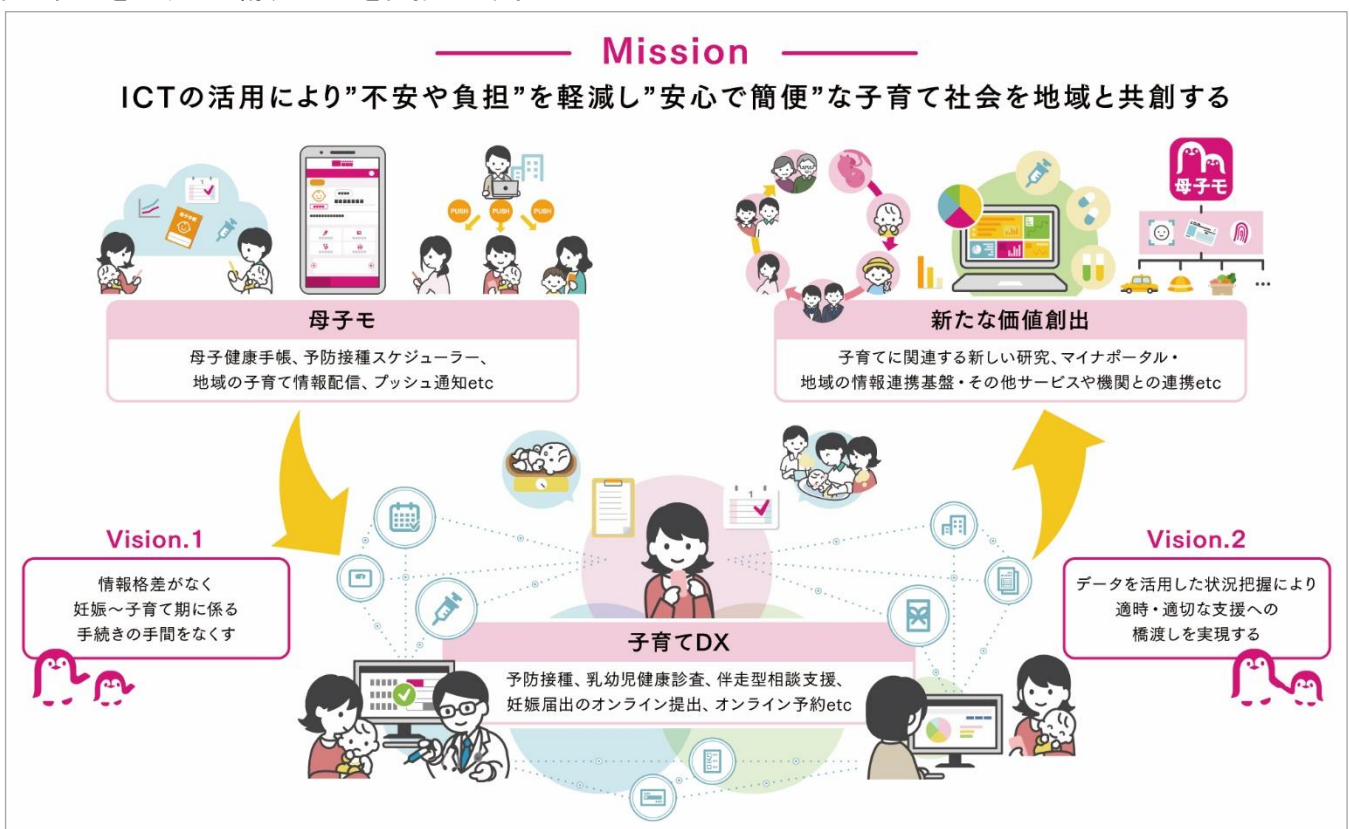 Mission
ICTの活用により”不安や負担”を軽減し”安心で簡便”な子育て社会を地域と共創する
母子手帳
PUSH
PUSH
PUSH
母子モ
母子モ
母子健康手帳、予防接種スケジューラー、
地域の子育て情報配信、プッシュ通知etc
新たな価値創出
子育てに関連する新しい研究、マイナポータル・
地域の情報連携基盤・その他サービスや機関との連携etc
Vision.1
情報格差がなく
妊娠～子育て期に係る
手続きの手間をなくす
Vision.2
データを活用した状況把握により
適時・適切な支援への
橋渡しを実現する
子育てDX
予防接種、乳幼児健康診査、伴走型相談支援、
妊娠届出のオンライン提出、オンライン予約etc